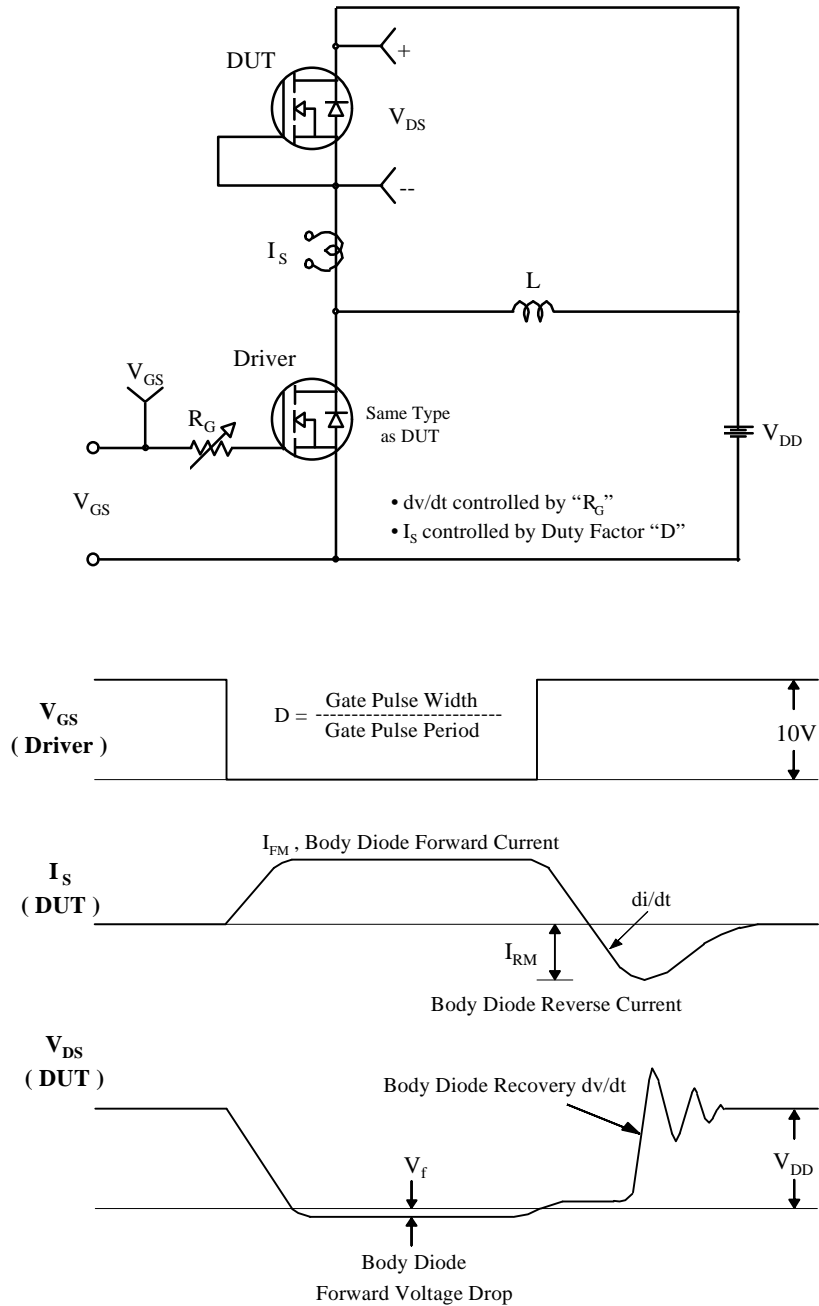 DUT
+
V_DS
--
I_S
L
Driver
V_GS
R_G
Same Type
as DUT
V_DD
V_GS
• dv/dt controlled by “R_G”
• I_S controlled by Duty Factor “D”
V_GS
( Driver )
D = Gate Pulse Width
--------------------------
Gate Pulse Period
10V
I_FM , Body Diode Forward Current
I_S
( DUT )
di/dt
I_RM
Body Diode Reverse Current
V_DS
( DUT )
Body Diode Recovery dv/dt
V_f
V_DD
Body Diode
Forward Voltage Drop